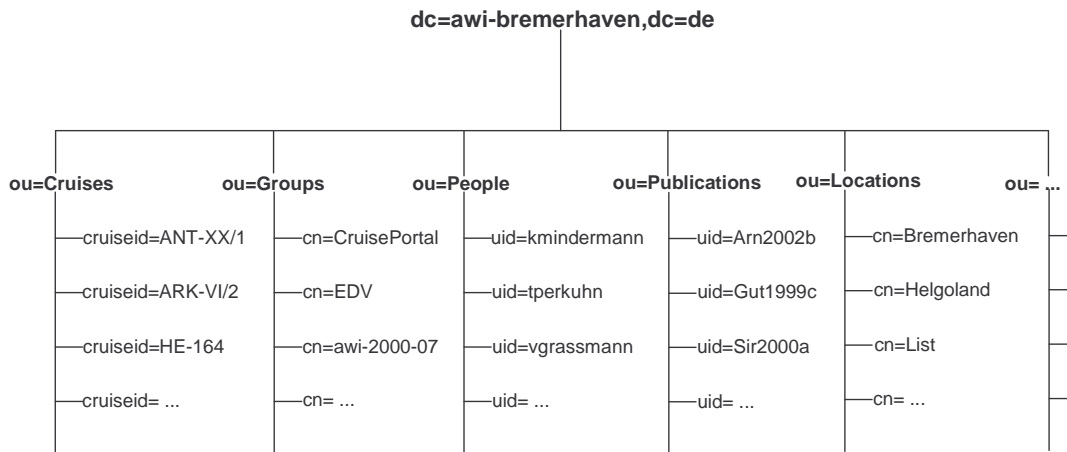 dc=awi-bremerhaven,dc=de
ou=Cruises ou=Groups ou=People ou=Publications ou=Locations ou= ...
cruiseid=ANT-XX/1 cn=CruisePortal uid=kmindermann uid=Arn2002b cn=Bremerhaven
cruiseid=ARK-VI/2 cn=EDV uid=tperkuhn uid=Gut1999c cn=Helgoland
cruiseid=HE-164 cn=awi-2000-07 uid=vgrassmann uid=Sir2000a cn=List
cruiseid= ... cn= ... uid= ... uid= ... cn= ...